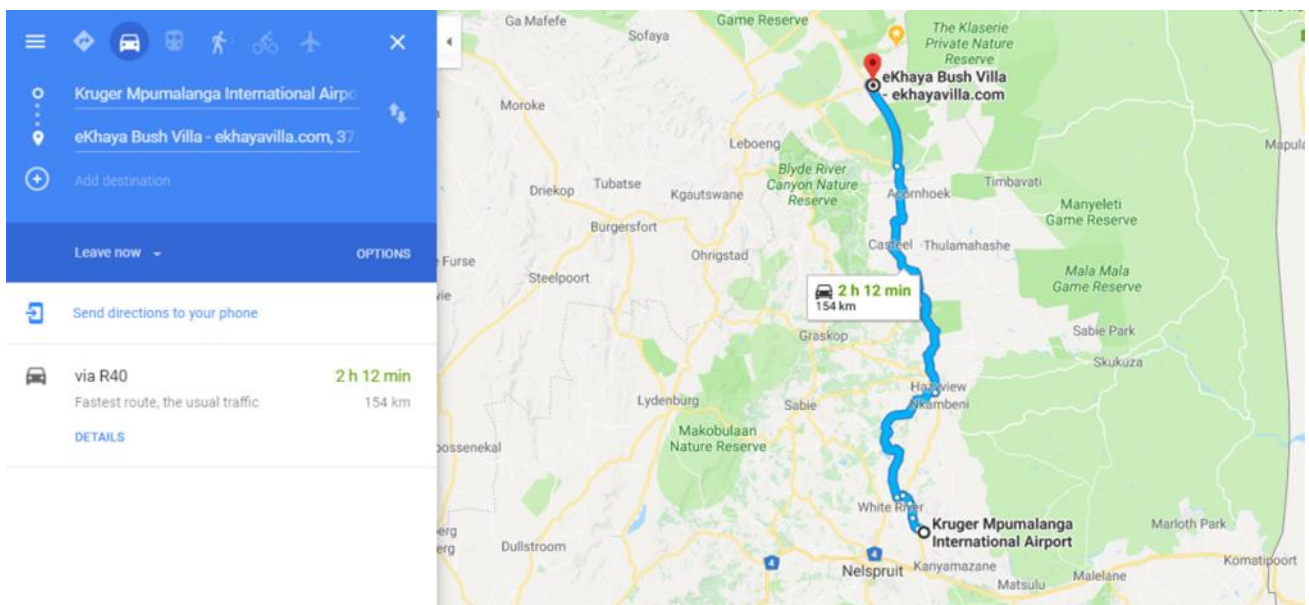 Kruger Mpumalanga International Airpo
eKhaya Bush Villa - ekhayavilla.com, 37
Add destination
Leave now
OPTIONS
Send directions to your phone
via R40
2 h 12 min
Fastest route, the usual traffic
154 km
DETAILS
Ga Mafefe
Sofaya
Game Reserve
The Klaserie
Private Nature
Reserve
eKhaya Bush Villa
- ekhayavilla.com
Moroke
Leboeng
Mapula
Blyde River
Canyon Nature
Reserve
Driekop
Tubatse
Kgautswane
Acornhoek
Timbavati
Manyeleti
Game Reserve
Burgersfort
Ohrigstad
Casteel
Thulamahashe
e Furse
Steelpoort
Mala Mala
Game Reserve
2 h 12 min
154 km
Graskop
Sabie Park
Skukuza
Hazyview
Nkambeni
Lydenburg
Sabie
Makobulaan
Nature Reserve
ossenekal
White River
Kruger Mpumalanga
International Airport
Marloth Park
erg
erg
Dullstroom
4
4
Nelspruit
Kanyamazane
Matsulu
Malelane
Komatipoort